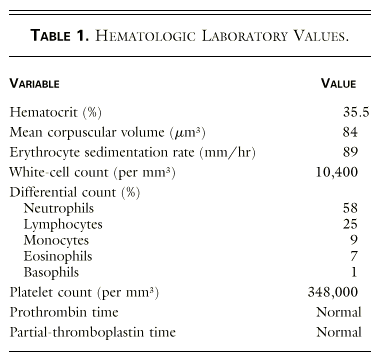 TABLE 1. HEMATOLOGIC LABORATORY VALUES.
VARIABLE VALUE
Hematocrit (%) 35.5
Mean corpuscular volume (μm³) 84
Erythrocyte sedimentation rate (mm/hr) 89
White-cell count (per mm³) 10,400
Differential count (%)
Neutrophils 58
Lymphocytes 25
Monocytes 9
Eosinophils 7
Basophils 1
Platelet count (per mm³) 348,000
Prothrombin time Normal
Partial-thromboplastin time Normal